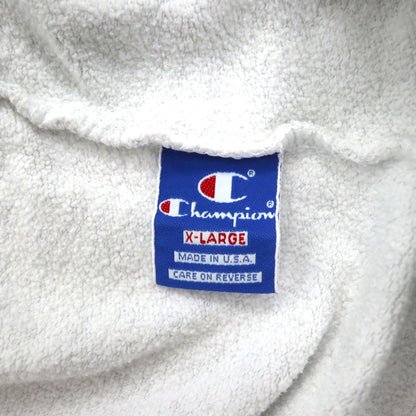 ®
Champion®
X-LARGE
MADE IN U.S.A.
CARE ON REVERSE